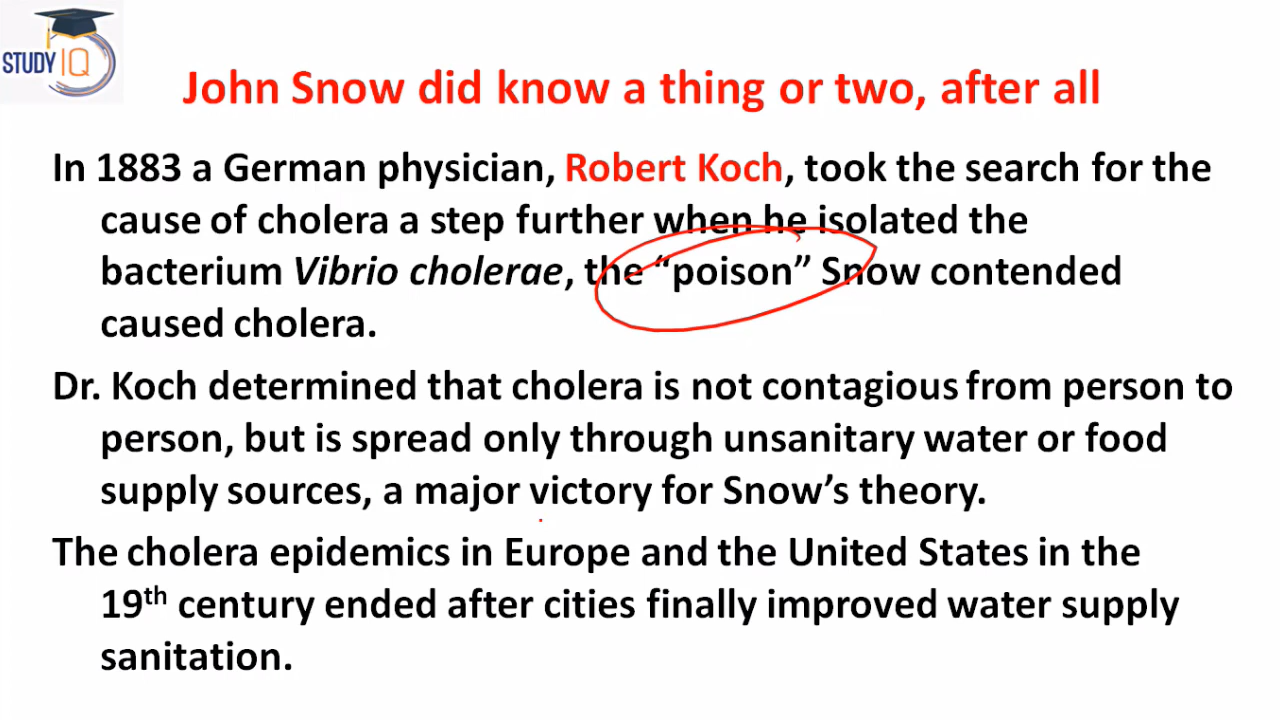 STUDY IQ
John Snow did know a thing or two, after all
In 1883 a German physician, Robert Koch, took the search for the
cause of cholera a step further when he isolated the
bacterium Vibrio cholerae, the “poison” Snow contended
caused cholera.
Dr. Koch determined that cholera is not contagious from person to
person, but is spread only through unsanitary water or food
supply sources, a major victory for Snow’s theory.
The cholera epidemics in Europe and the United States in the
19th century ended after cities finally improved water supply
sanitation.